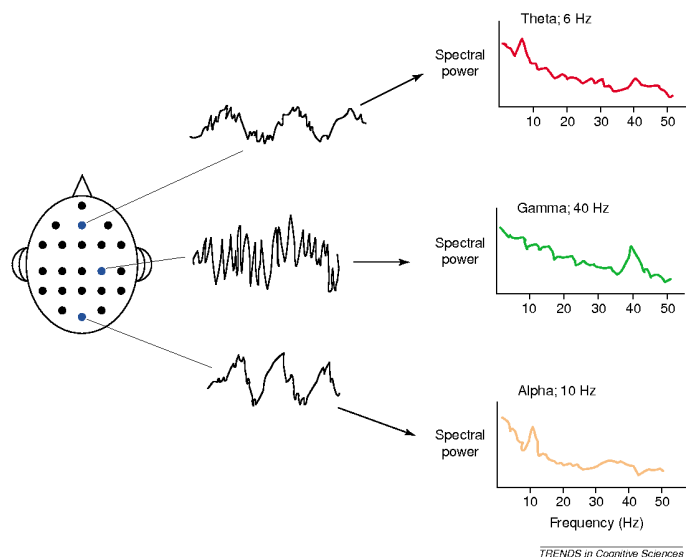 Theta; 6 Hz
Spectral
power
10 20 30 40 50
Gamma; 40 Hz
Spectral
power
10 20 30 40 50
Alpha; 10 Hz
Spectral
power
10 20 30 40 50
Frequency (Hz)
TRENDS in Cognitive Sciences